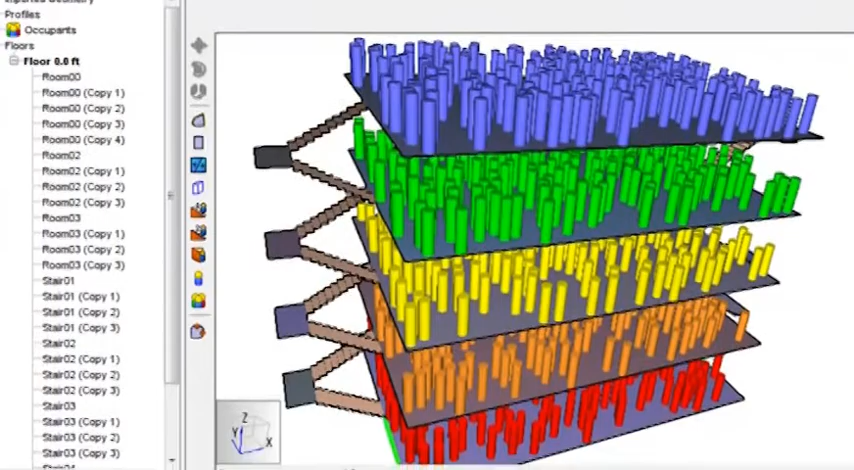 Imported Geometry
Profiles
Occupants
Floors
Floor 0.0 ft
Room00
Room00 (Copy 1)
Room00 (Copy 2)
Room00 (Copy 3)
Room00 (Copy 4)
Room02
Room02 (Copy 1)
Room02 (Copy 2)
Room02 (Copy 3)
Room03
Room03 (Copy 1)
Room03 (Copy 2)
Room03 (Copy 3)
Stair01
Stair01 (Copy 1)
Stair01 (Copy 2)
Stair01 (Copy 3)
Stair02
Stair02 (Copy 1)
Stair02 (Copy 2)
Stair02 (Copy 3)
Stair03
Stair03 (Copy 1)
Stair03 (Copy 2)
Stair03 (Copy 3)
Z
Y
X